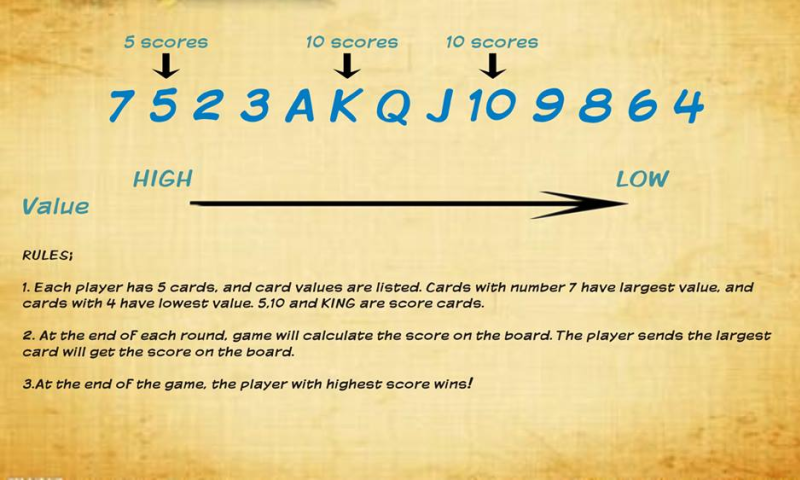 5 scores 10 scores 10 scores
7 5 2 3 A K Q J 10 9 8 6 4
HIGH LOW
Value
RULES;
1. Each player has 5 cards, and card values are listed. Cards with number 7 have largest value, and
cards with 4 have lowest value. 5,10 and KING are score cards.
2. At the end of each round, game will calculate the score on the board. The player sends the largest
card will get the score on the board.
3.At the end of the game, the player with highest score wins!